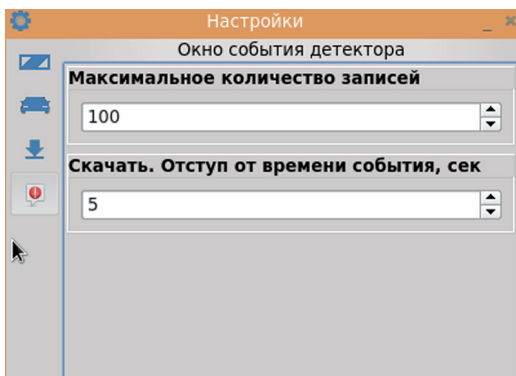 Настройки
Окно события детектора
Максимальное количество записей
100
Скачать. Отступ от времени события, сек
5